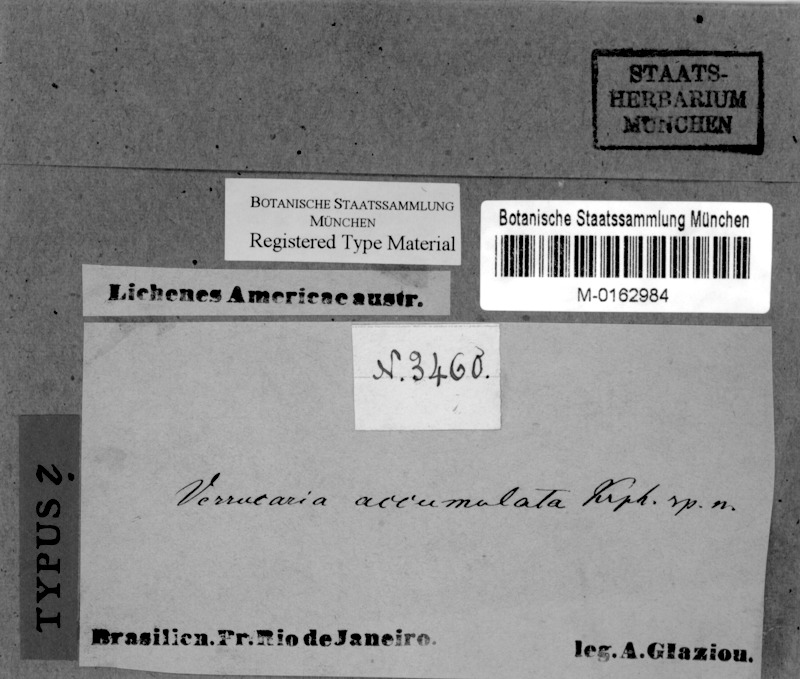 STAATS-
HERBARIUM
MÜNCHEN
BOTANISCHE STAATSSAMMLUNG
MÜNCHEN
Registered Type Material
Botanische Staatssammlung München
M-0162984
Lichenes Americae austr.
N. 3460.
TYPUS ?
Verrucaria accumulata Krph. sp. n.
Brasilien. Pr. Rio de Janeiro.
leg. A. Glaziou.